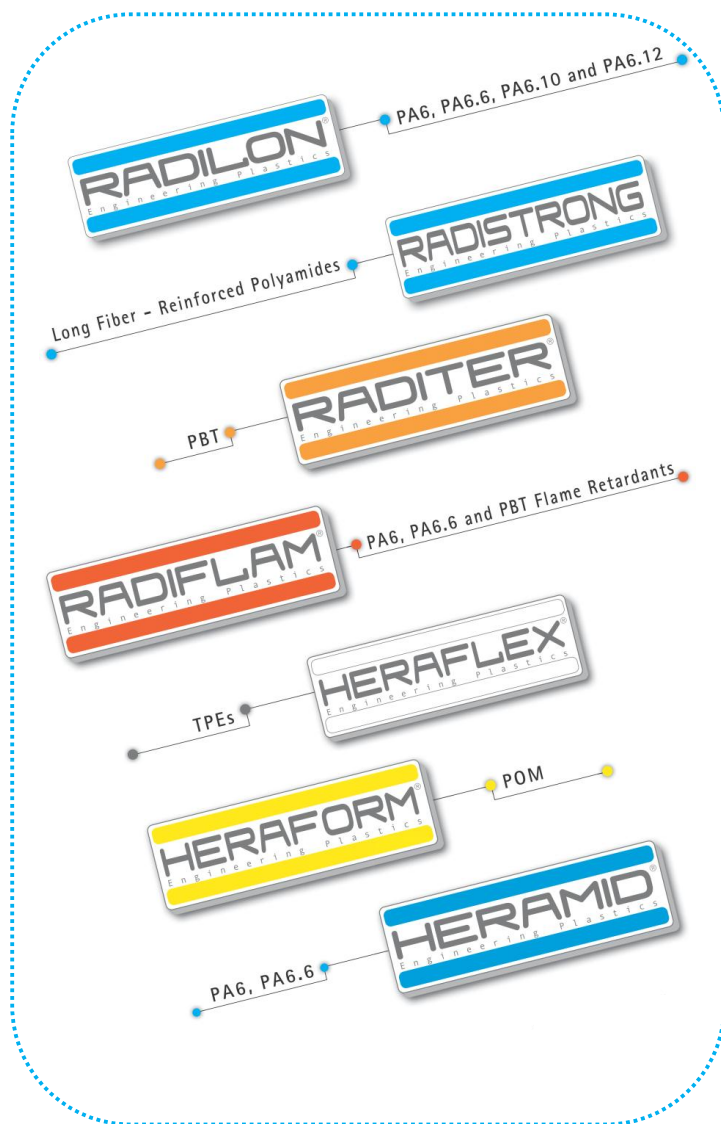 PA6, PA6.6, PA6.10 and PA6.12
RADILON®
Engineering Plastics
RADISTRONG
Engineering Plastics
Long Fiber - Reinforced Polyamides
RADITER®
Engineering Plastics
PBT
PA6, PA6.6 and PBT Flame Retardants
RADIFLAM®
Engineering Plastics
HERAFLEX®
Engineering Plastics
TPEs
POM
HERAFORM®
Engineering Plastics
HERAMID®
Engineering Plastics
PA6, PA6.6